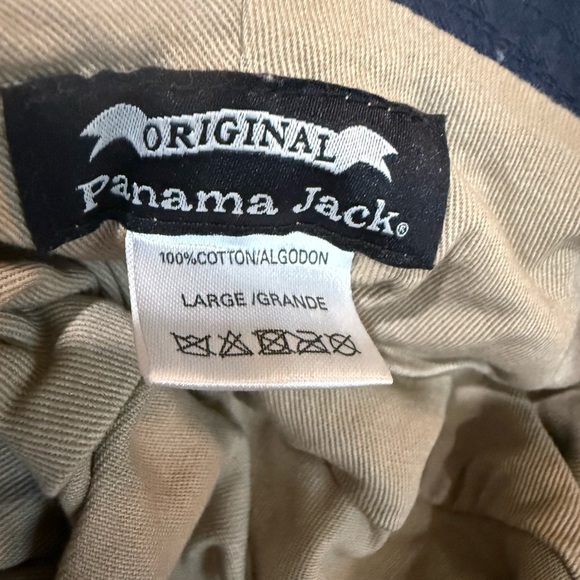 ORIGINAL
Panama Jack®
100%COTTON/ALGODON
LARGE /GRANDE